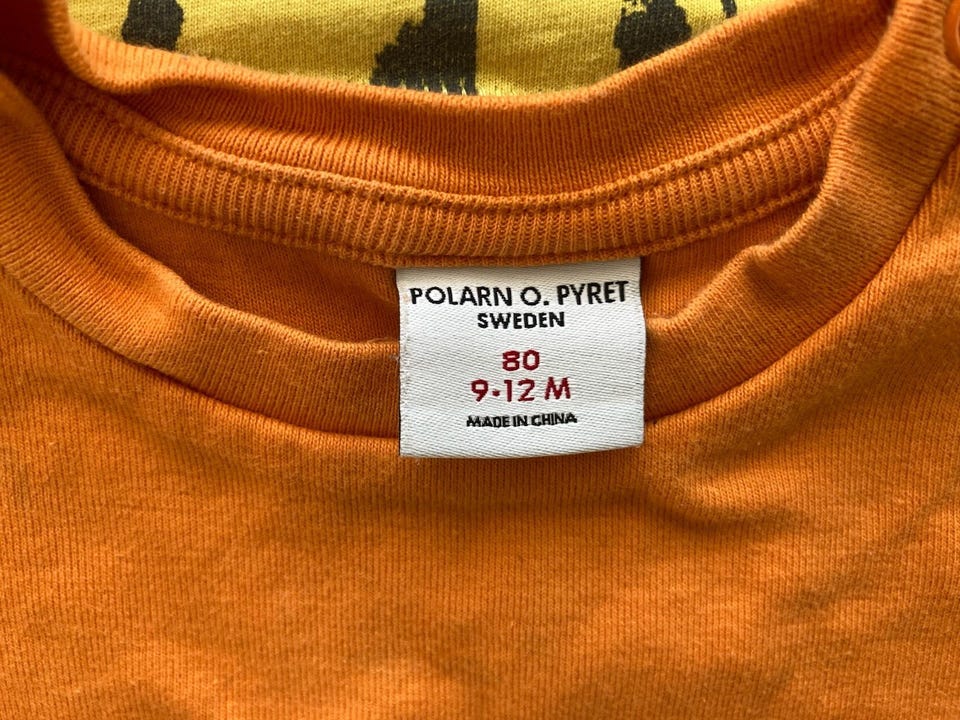 POLARN O. PYRET
SWEDEN
80
9-12 M
MADE IN CHINA